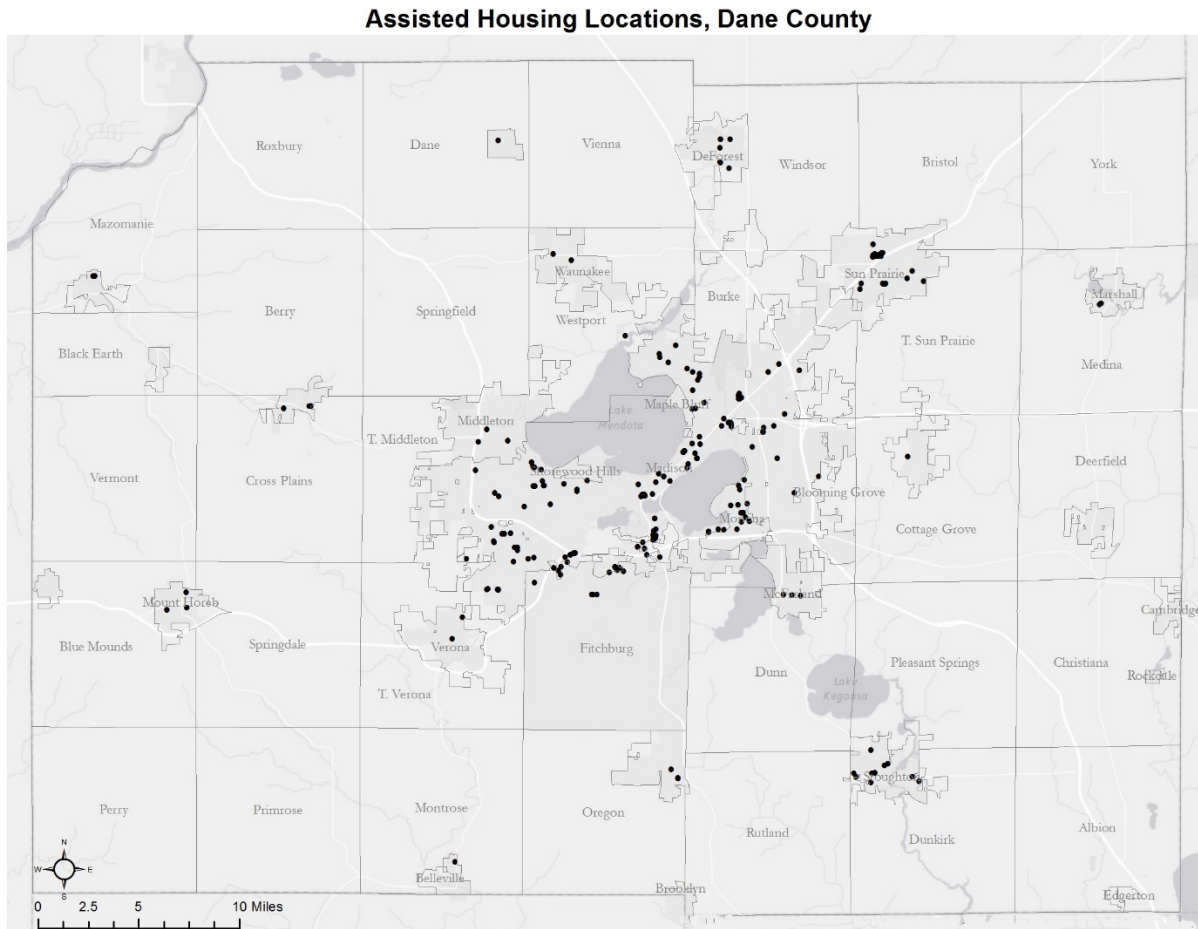 Assisted Housing Locations, Dane County
Roxbury
Dane
Vienna
DeForest
Windsor
Bristol
York
Mazomanie
Waunakee
Sun Prairie
Marshall
Burke
Berry
Springfield
Westport
T. Sun Prairie
Black Earth
Medina
Lake
Mendota
Maple Bluff
Middleton
T. Middleton
Shorewood Hills
Madison
Vermont
Cross Plains
Deerfield
Blooming Grove
Monona
Cottage Grove
McFarland
Mount Horeb
Cambridge
Blue Mounds
Springdale
Verona
Fitchburg
Dunn
Pleasant Springs
Christiana
Rockdale
Lake
Kegonsa
T. Verona
Stoughton
Perry
Primrose
Montrose
Oregon
Rutland
Dunkirk
Albion
N
W
E
S
Belleville
Brooklyn
Edgerton
0 2.5 5 10 Miles